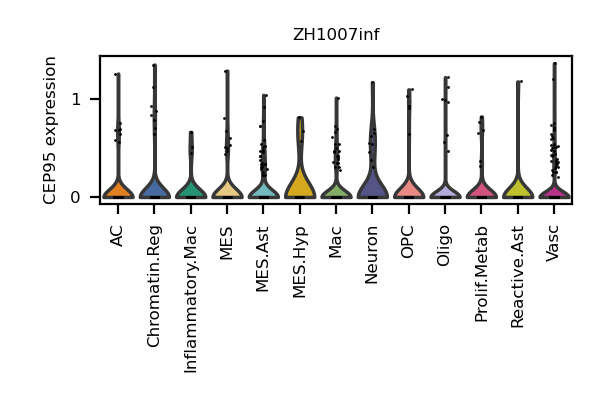 ZH1007inf
CEP95 expression
1
0
AC
Chromatin.Reg
Inflammatory.Mac
MES
MES.Ast
MES.Hyp
Mac
Neuron
OPC
Oligo
Prolif.Metab
Reactive.Ast
Vasc